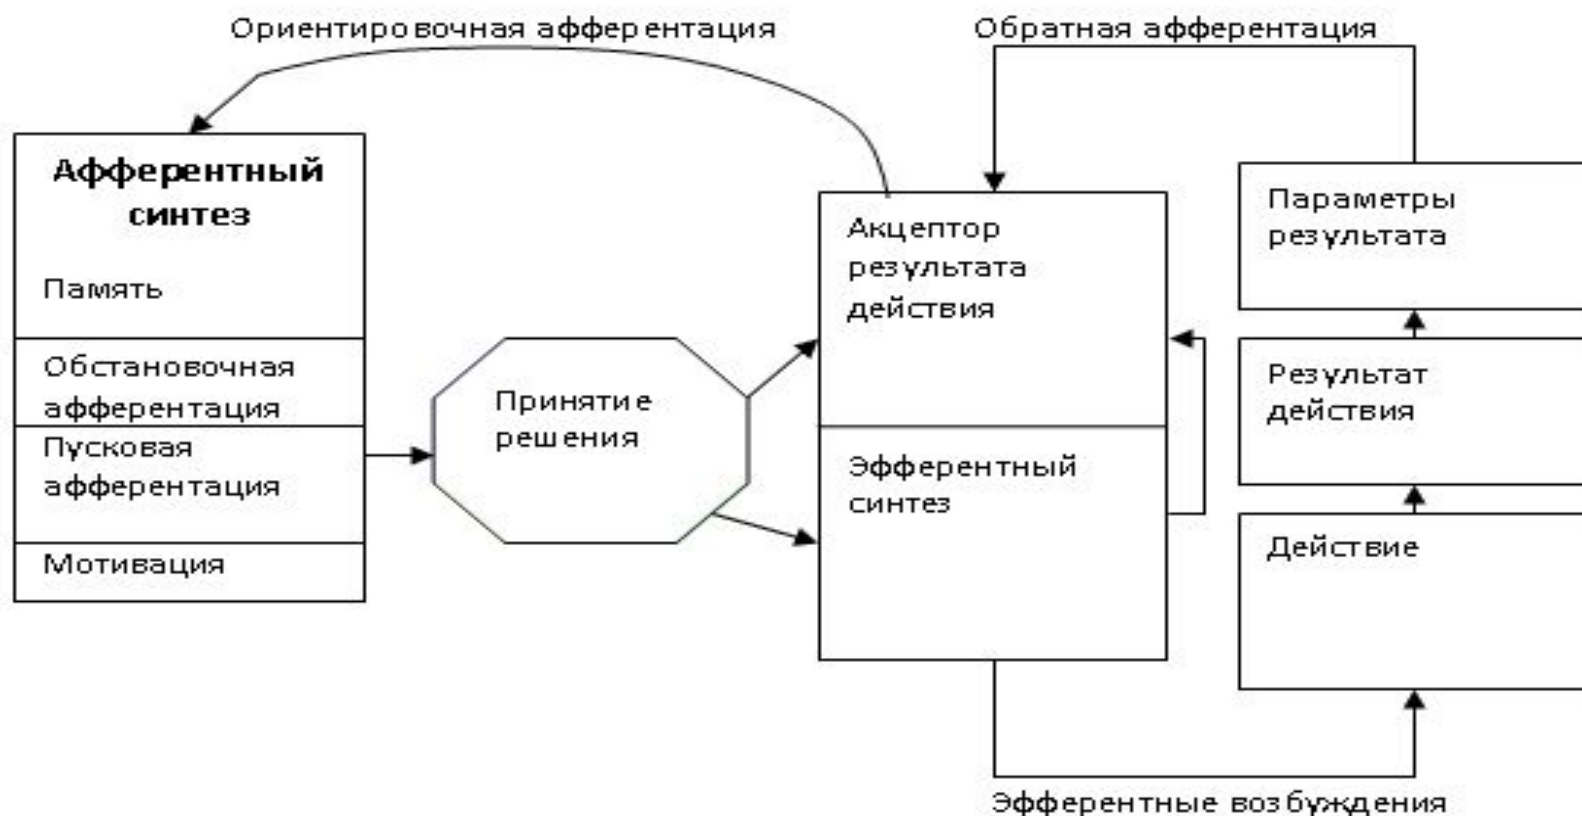 Ориентировочная афферентация
Обратная афферентация
Афферентный
синтез
Память
Обстановочная
афферентация
Пусковая
афферентация
Мотивация
Принятие
решения
Акцептор
результата
действия
Эфферентный
синтез
Параметры
результата
Результат
действия
Действие
Эфферентные возбуждения